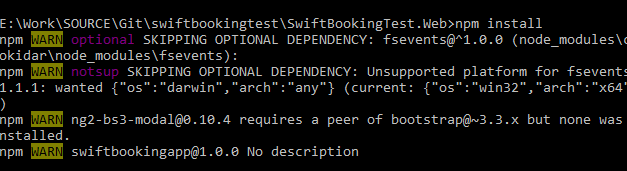 E:\Work\SOURCE\Git\swiftbookingtest\SwiftBookingTest.Web>npm install
npm WARN optional SKIPPING OPTIONAL DEPENDENCY: fsevents@^1.0.0 (node_modules\c
okidar\node_modules\fsevents):
npm WARN notsup SKIPPING OPTIONAL DEPENDENCY: Unsupported platform for fsevents
1.1.1: wanted {"os":"darwin","arch":"any"} (current: {"os":"win32","arch":"x64"
)
npm WARN ng2-bs3-modal@0.10.4 requires a peer of bootstrap@~3.3.x but none was
nstalled.
npm WARN swiftbookingapp@1.0.0 No description